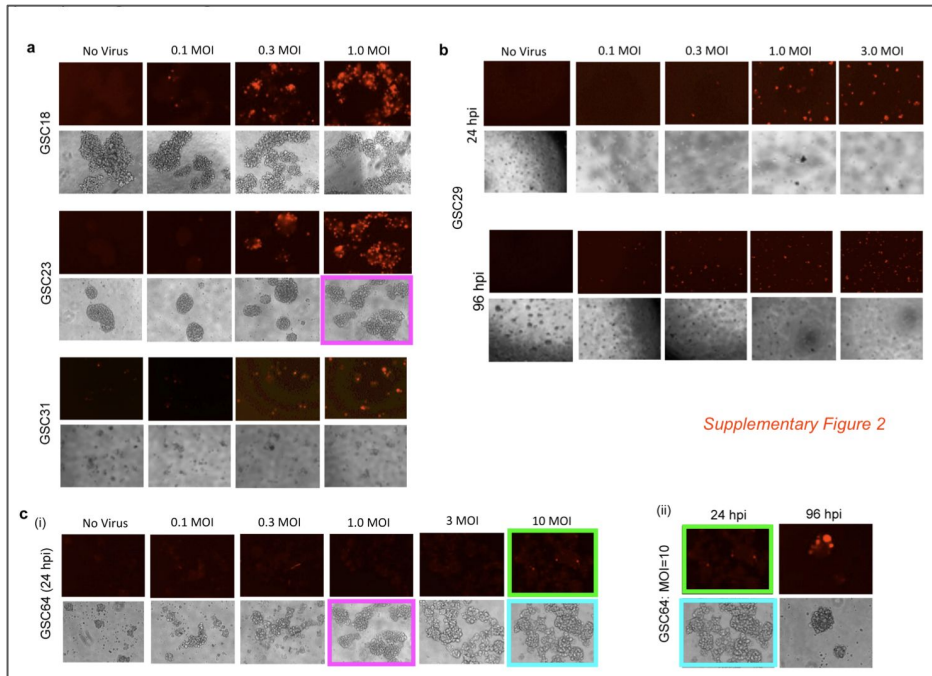 a
No Virus 0.1 MOI 0.3 MOI 1.0 MOI
GSC18
GSC23
GSC31
b
No Virus 0.1 MOI 0.3 MOI 1.0 MOI 3.0 MOI
24 hpi
GSC29
96 hpi
Supplementary Figure 2
c (i)
No Virus 0.1 MOI 0.3 MOI 1.0 MOI 3 MOI 10 MOI
GSC64 (24 hpi)
(ii)
24 hpi 96 hpi
GSC64: MOI=10